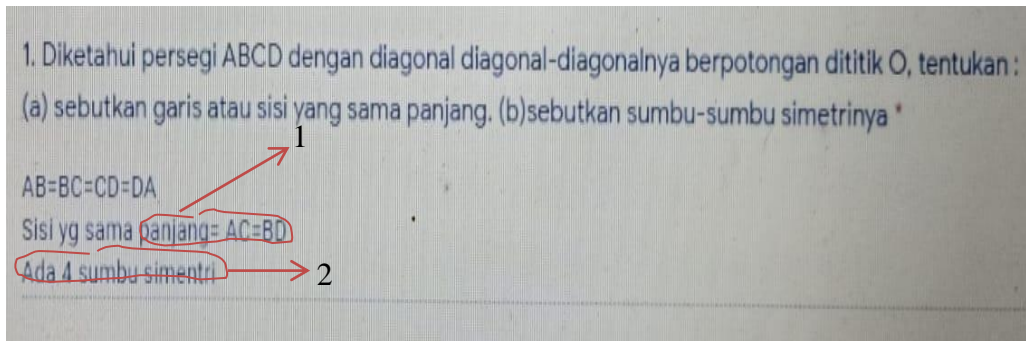 1. Diketahui persegi ABCD dengan diagonal diagonal-diagonalnya berpotongan dititik O, tentukan :
(a) sebutkan garis atau sisi yang sama panjang. (b)sebutkan sumbu-sumbu simetrinya *
1
AB=BC=CD=DA
Sisi yg sama panjang= AC=BD
Ada 4 sumbu simentri
2